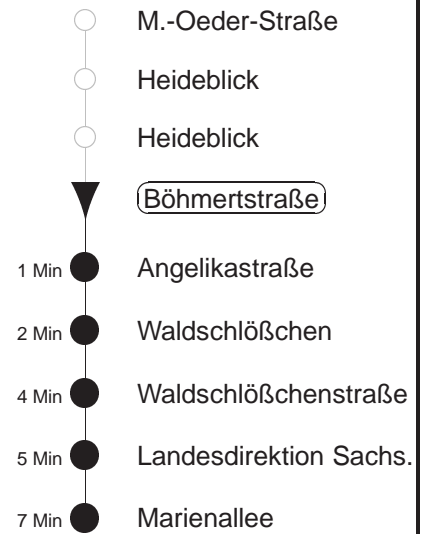 M.-Oeder-Straße
Heideblick
Heideblick
Böhmertstraße
1 Min Angelikastraße
2 Min Waldschlößchen
4 Min Waldschlößchenstraße
5 Min Landesdirektion Sachs.
7 Min Marienallee